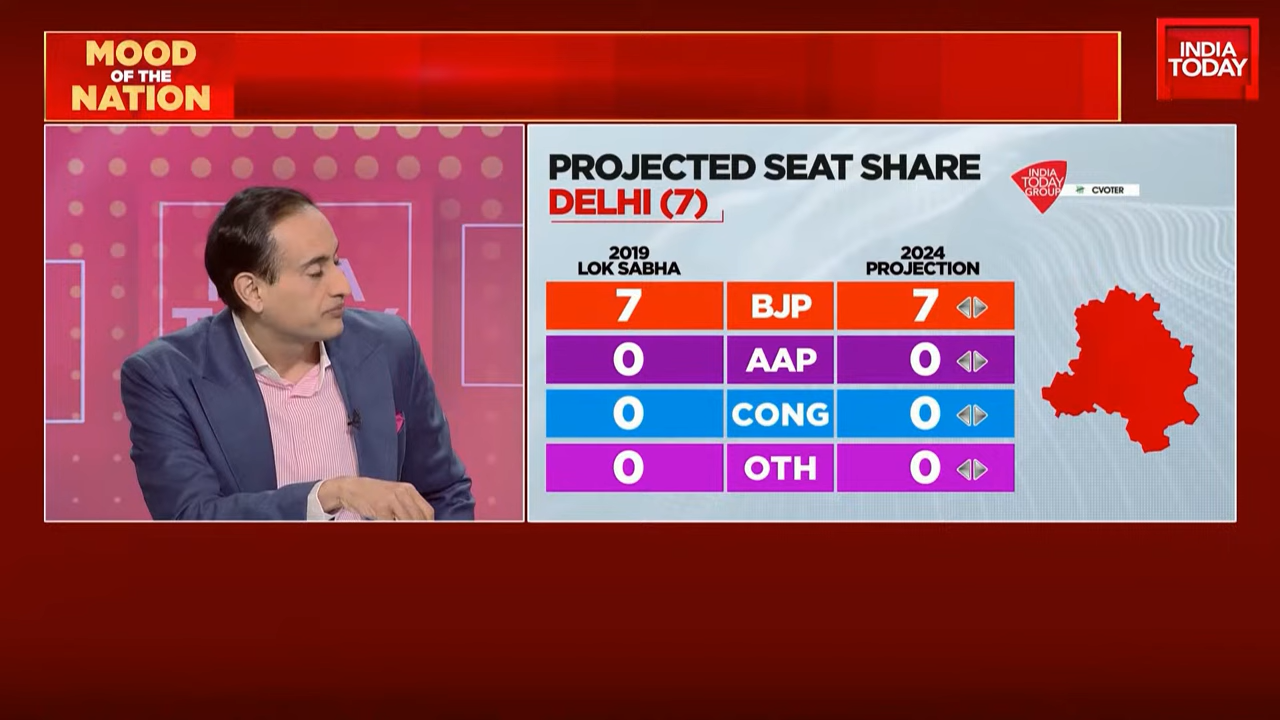 MOOD
OF THE
NATION
INDIA
TODAY
PROJECTED SEAT SHARE
DELHI (7)
INDIA
TODAY
GROUP
CVOTER
2019
LOK SABHA
2024
PROJECTION
7 BJP 7
0 AAP 0
0 CONG 0
0 OTH 0